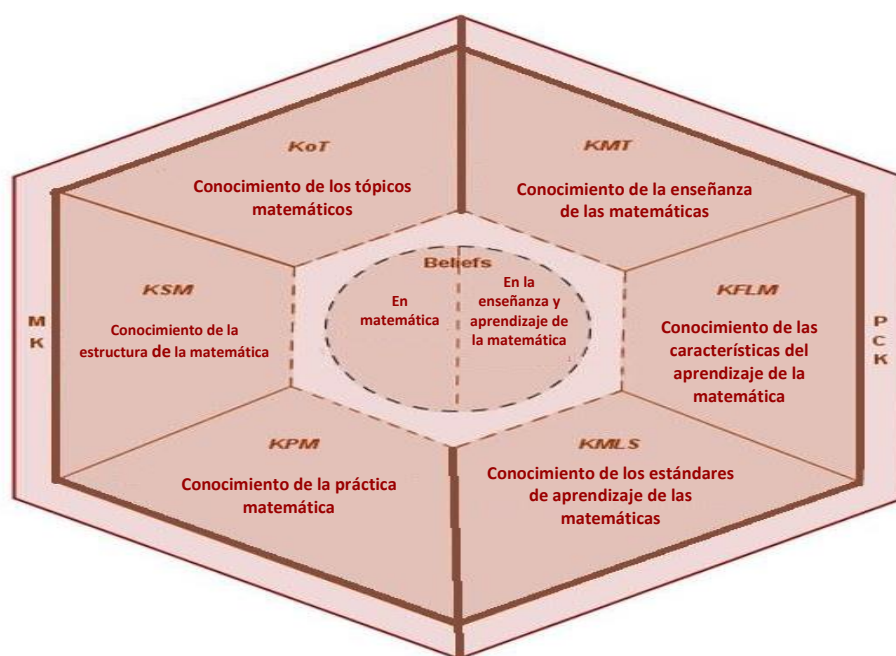 KoT
Conocimiento de los tópicos
matemáticos
KMT
Conocimiento de la enseñanza
de las matemáticas
MK
KSM
Conocimiento de la
estructura de la matemática
Beliefs
En
matemática
En la
enseñanza y
aprendizaje de
la matemática
KFLM
Conocimiento de las
características del
aprendizaje de la
matemática
PCK
KPM
Conocimiento de la práctica
matemática
KMLS
Conocimiento de los estándares
de aprendizaje de las
matemáticas